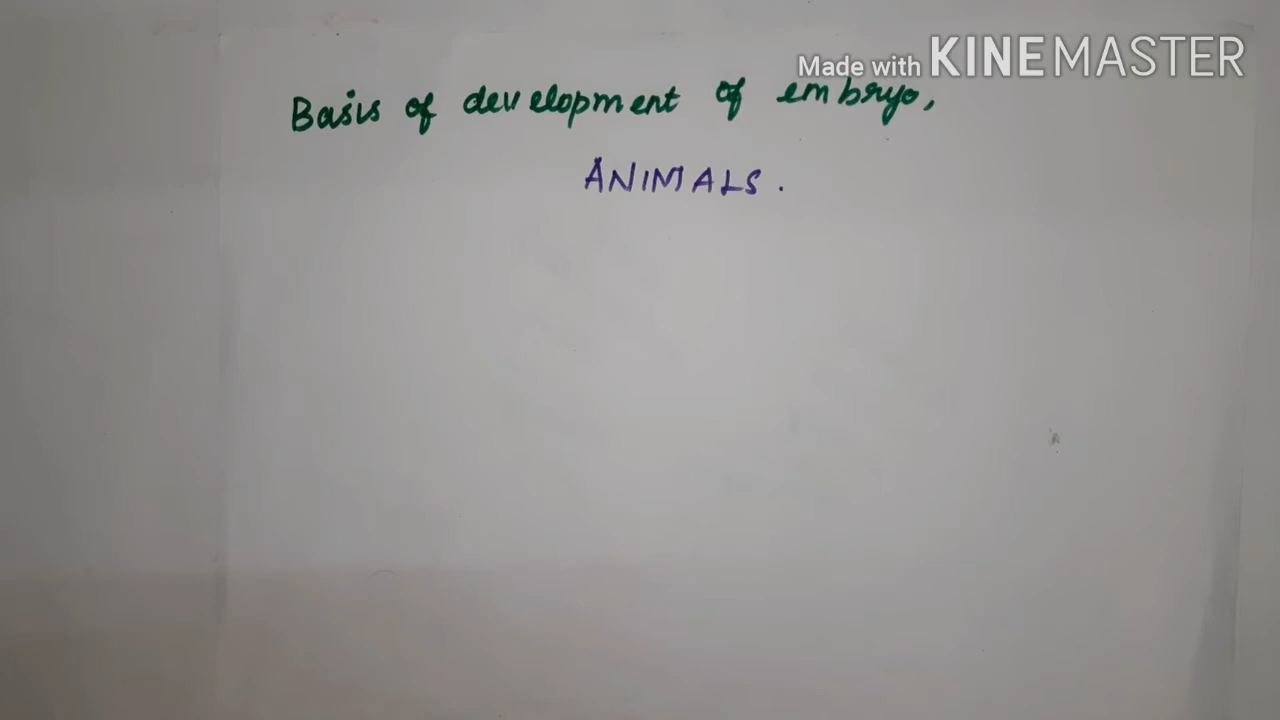 Made with KINEMASTER
Basis of development of embryo,
ANIMALS.